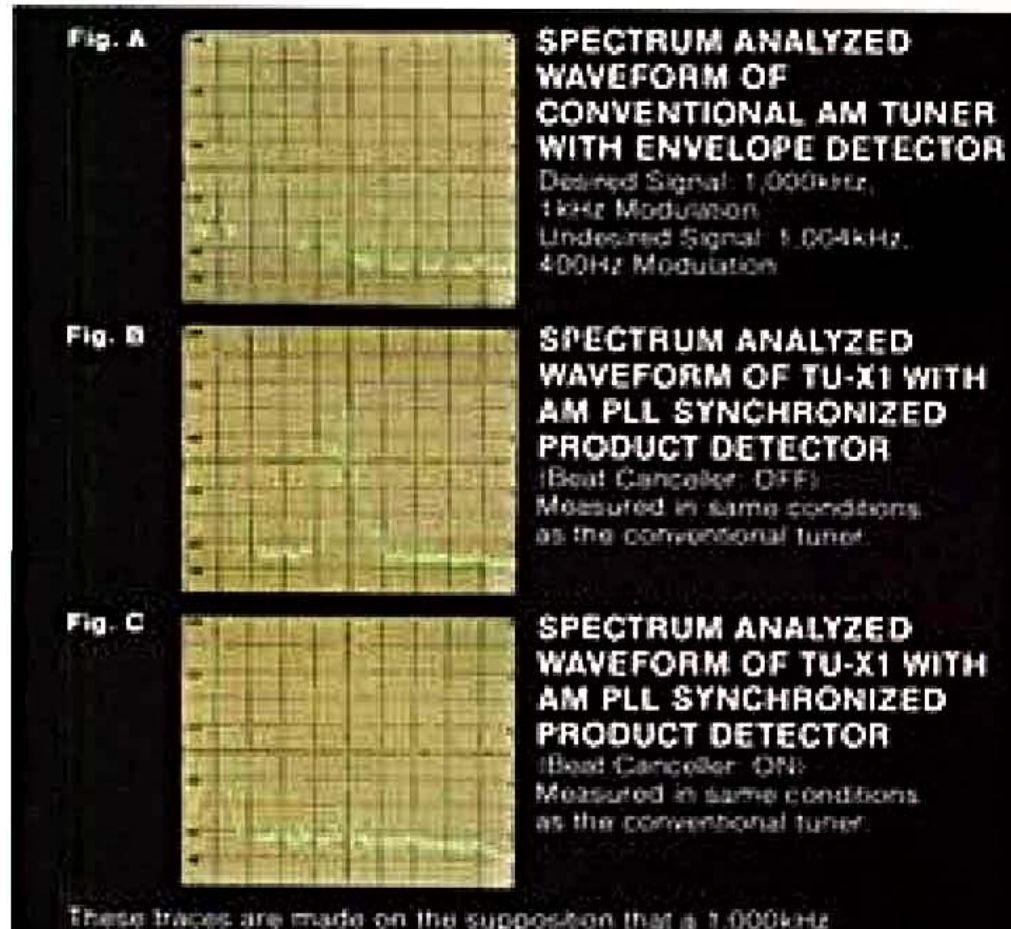 Fig. A
SPECTRUM ANALYZED
WAVEFORM OF
CONVENTIONAL AM TUNER
WITH ENVELOPE DETECTOR
Desired Signal: 1,000kHz,
1kHz Modulation
Undesired Signal: 1,004kHz,
400Hz Modulation
Fig. B
SPECTRUM ANALYZED
WAVEFORM OF TU-X1 WITH
AM PLL SYNCHRONIZED
PRODUCT DETECTOR
(Beat Canceller: OFF)
Measured in same conditions
as the conventional tuner.
Fig. C
SPECTRUM ANALYZED
WAVEFORM OF TU-X1 WITH
AM PLL SYNCHRONIZED
PRODUCT DETECTOR
(Beat Canceller: ON)
Measured in same conditions
as the conventional tuner.
These traces are made on the supposition that a 1,000kHz